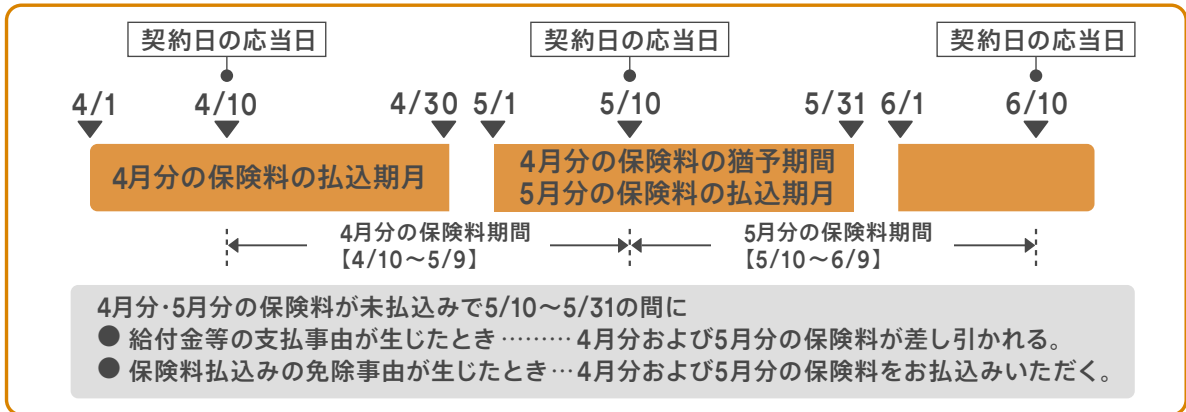 契約日の応当日 契約日の応当日 契約日の応当日
4/1 4/10 4/30 5/1 5/10 5/31 6/1 6/10
4月分の保険料の払込期月
4月分の保険料の猶予期間
5月分の保険料の払込期月
4月分の保険料期間
【4/10～5/9】
5月分の保険料期間
【5/10～6/9】
4月分・5月分の保険料が未払込みで5/10～5/31の間に
● 給付金等の支払事由が生じたとき………4月分および5月分の保険料が差し引かれる。
● 保険料払込みの免除事由が生じたとき…4月分および5月分の保険料をお払込みいただく。